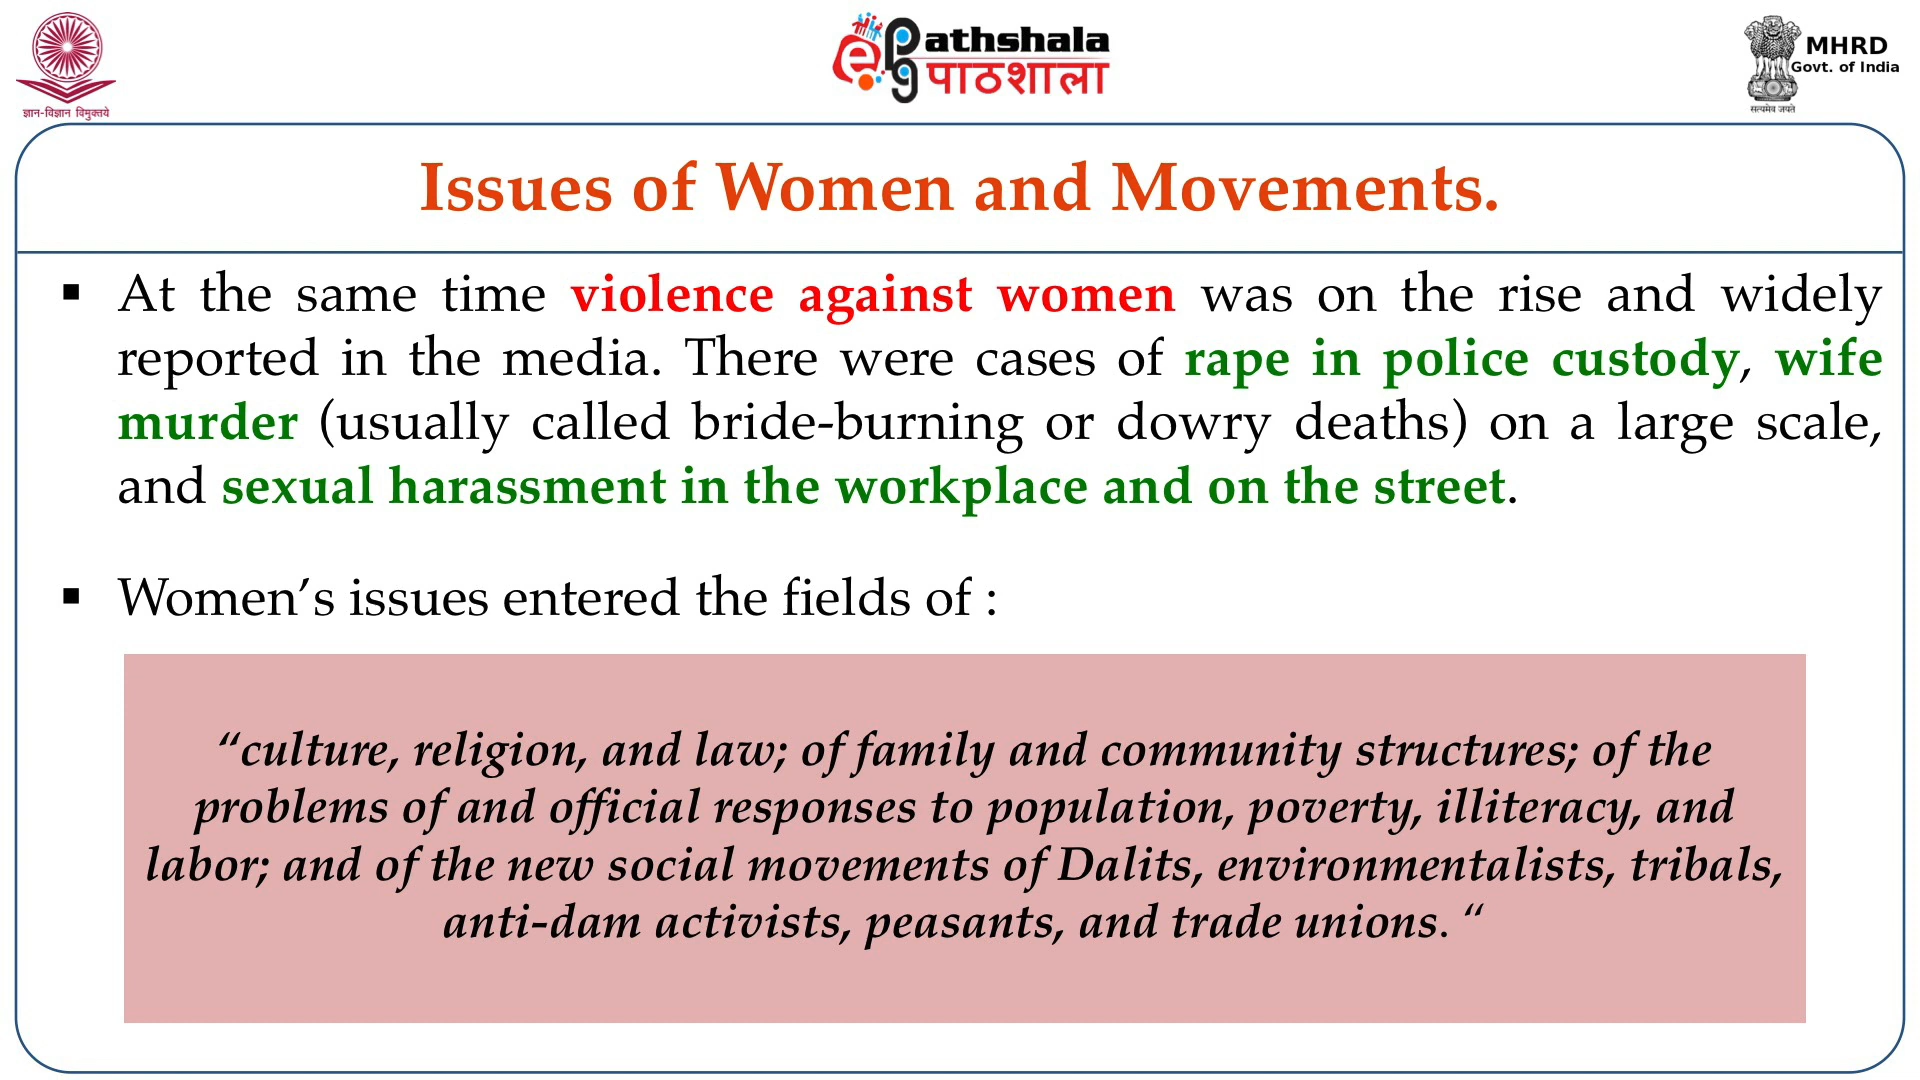 ज्ञान-विज्ञान विमुक्तये
e pg athshala
पाठशाला
MHRD
Govt. of India
सत्यमेव जयते
Issues of Women and Movements.
▪ At the same time violence against women was on the rise and widely
reported in the media. There were cases of rape in police custody, wife
murder (usually called bride-burning or dowry deaths) on a large scale,
and sexual harassment in the workplace and on the street.
▪ Women’s issues entered the fields of :
“culture, religion, and law; of family and community structures; of the
problems of and official responses to population, poverty, illiteracy, and
labor; and of the new social movements of Dalits, environmentalists, tribals,
anti-dam activists, peasants, and trade unions. “